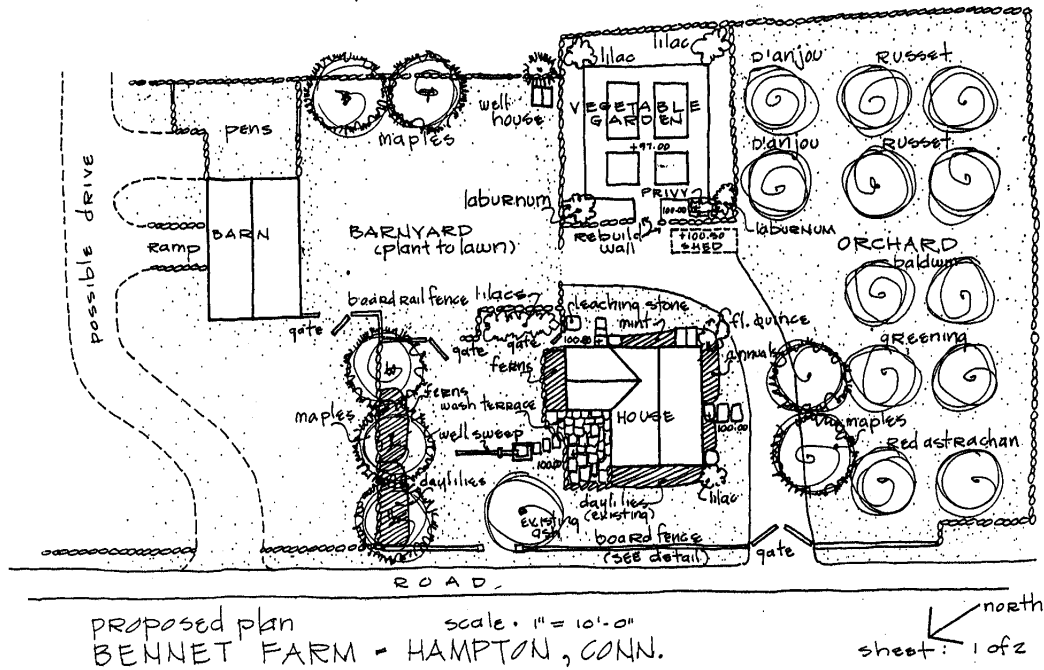 lilac
lilac
D'ANJOU
RUSSET
VEGETABLE
GARDEN
+97.00
well
house
maples
pens
D'anjou
RUSSET
PRIVY
100.00
laburnum
LABURNUM
Rebuild
wall
+100.50
SHED
possible drive
BARN
Ramp
BARNYARD
(plant to lawn)
ORCHARD
baldwin
board rail fence
lilacs
leaching stone
mint
fl. quince
gate
gate
gate
100.00
ferns
annuals
greening
ferns
wash terrace
HOUSE
maples
well sweep
100.00
100.00
maples
Red astrachan
daylilies
existing
ash
daylilies
(existing)
lilac
board fence
(SEE detail)
gate
ROAD.
proposed plan
scale · 1" = 10'-0"
BENNET FARM - HAMPTON, CONN.
north
sheet: 1 of 2